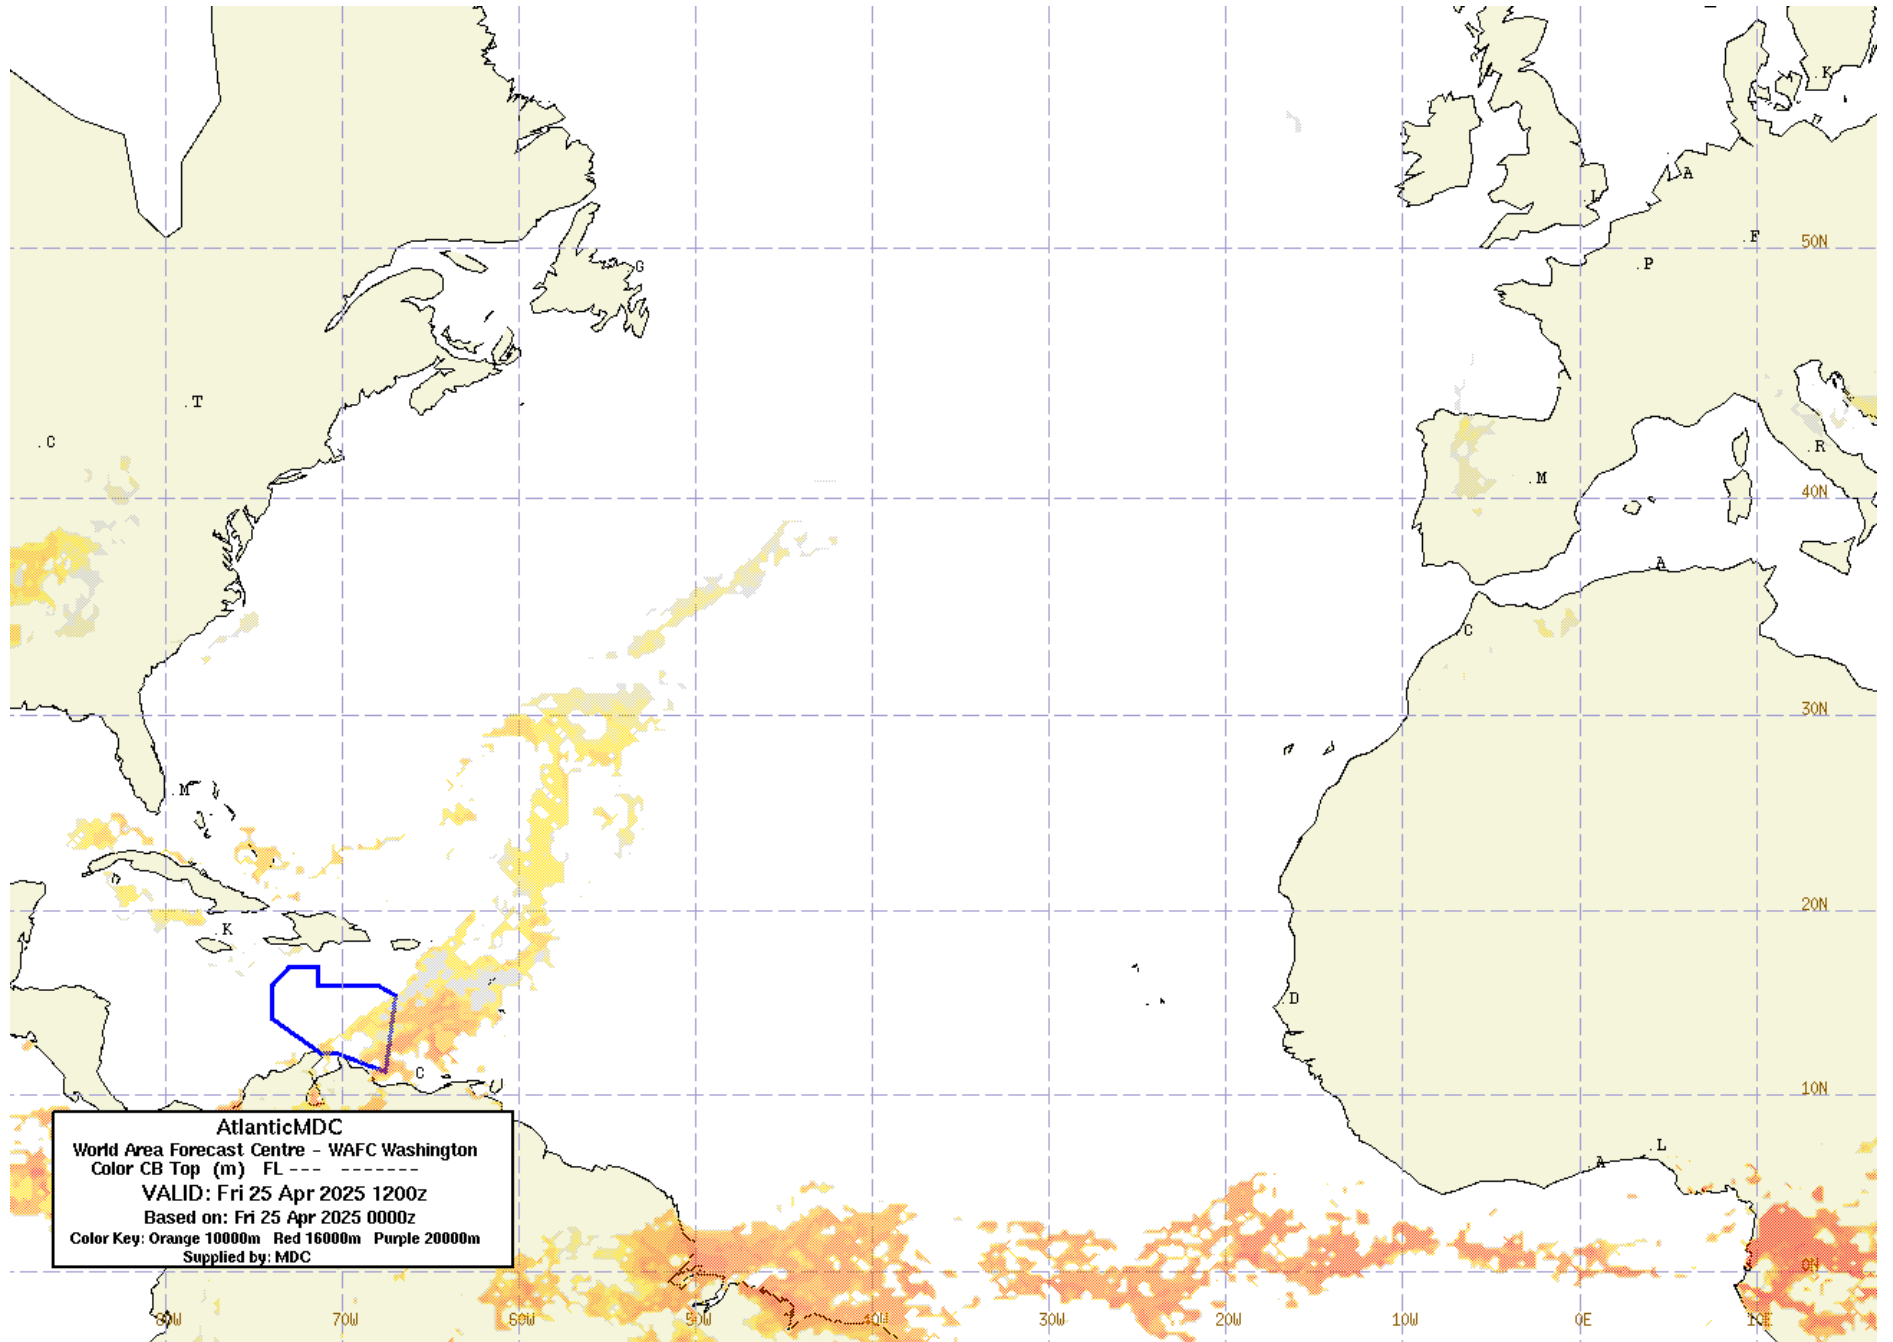 K
A
L
F
50N
P
G
T
C
R
M
40N
A
C
30N
M
20N
K
D
C
10N
L
A
AtlanticMDC
World Area Forecast Centre - WAFC Washington
Color CB Top (m) FL --- -------
VALID: Fri 25 Apr 2025 1200z
Based on: Fri 25 Apr 2025 0000z
Color Key: Orange 10000m Red 16000m Purple 20000m
Supplied by: MDC
0N
80W 70W 60W 50W 40W 30W 20W 10W 0E 10E